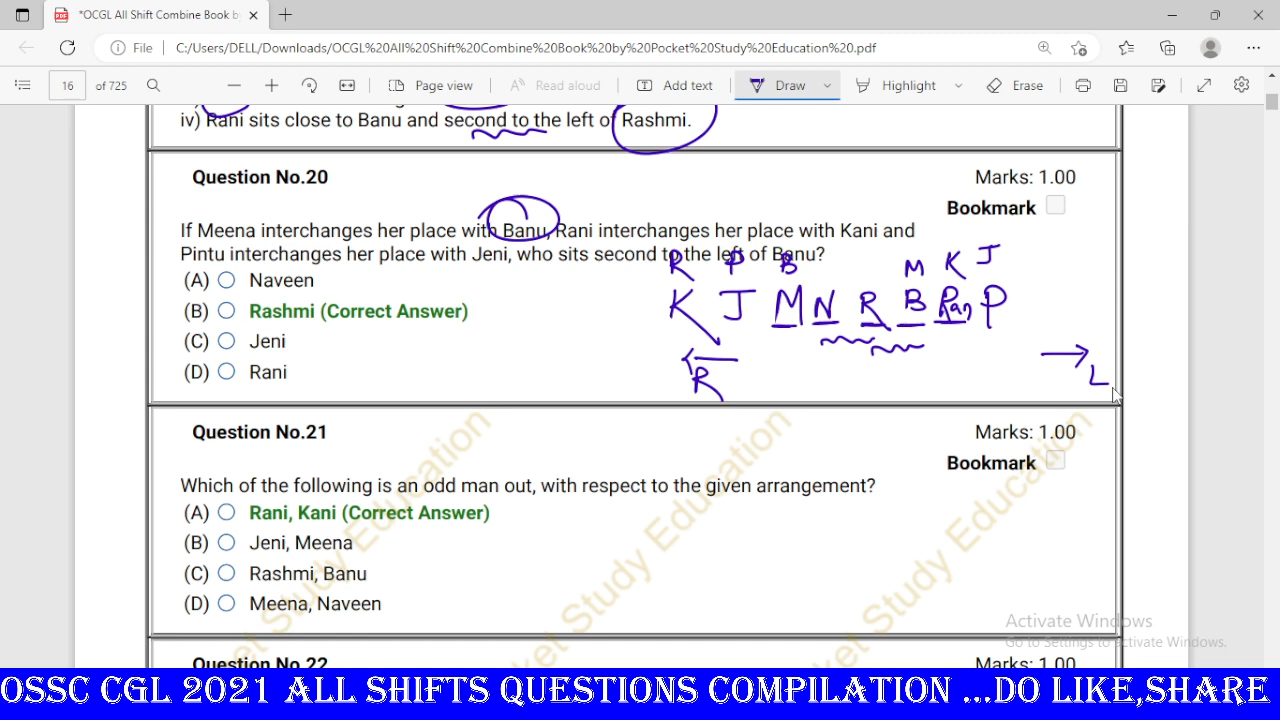 *OCGL All Shift Combine Book by
File C:/Users/DELL/Downloads/OCGL%20All%20Shift%20Combine%20Book%20by%20Pocket%20Study%20Education%20.pdf
16 of 725 Page view Read aloud Add text Draw Highlight Erase
iv) Rani sits close to Banu and second to the left of Rashmi.
Question No.20 Marks: 1.00
Bookmark
If Meena interchanges her place with Banu, Rani interchanges her place with Kani and
Pintu interchanges her place with Jeni, who sits second to the left of Banu?
(A) Naveen
(B) Rashmi (Correct Answer)
(C) Jeni
(D) Rani
R P B M K J
K J M N R B Ran P
R L
Question No.21 Marks: 1.00
Bookmark
Which of the following is an odd man out, with respect to the given arrangement?
(A) Rani, Kani (Correct Answer)
(B) Jeni, Meena
(C) Rashmi, Banu
(D) Meena, Naveen
Pocket Study Education
Activate Windows
Go to Settings to activate Windows.
Question No.22 Marks: 1.00
OSSC CGL 2021 ALL SHIFTS QUESTIONS COMPILATION ...DO LIKE,SHARE